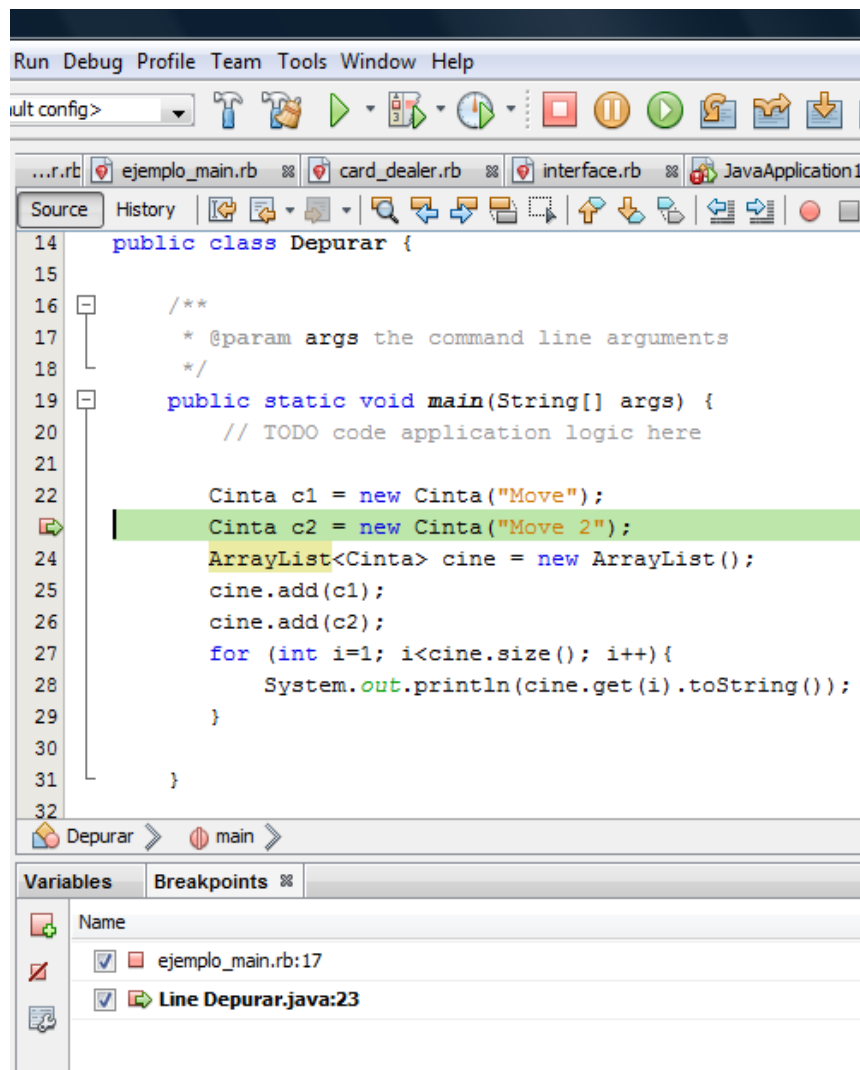 Run Debug Profile Team Tools Window Help
ult config>
...r.rb ejemplo_main.rb card_dealer.rb interface.rb JavaApplication1
Source History
14 public class Depurar {
15
16 /**
17 * @param args the command line arguments
18 */
19 public static void main(String[] args) {
20 // TODO code application logic here
21
22 Cinta c1 = new Cinta("Move");
Cinta c2 = new Cinta("Move 2");
24 ArrayList<Cinta> cine = new ArrayList();
25 cine.add(c1);
26 cine.add(c2);
27 for (int i=1; i<cine.size(); i++){
28 System.out.println(cine.get(i).toString());
29 }
30
31 }
32
Depurar main
Variables Breakpoints
Name
ejemplo_main.rb:17
Line Depurar.java:23